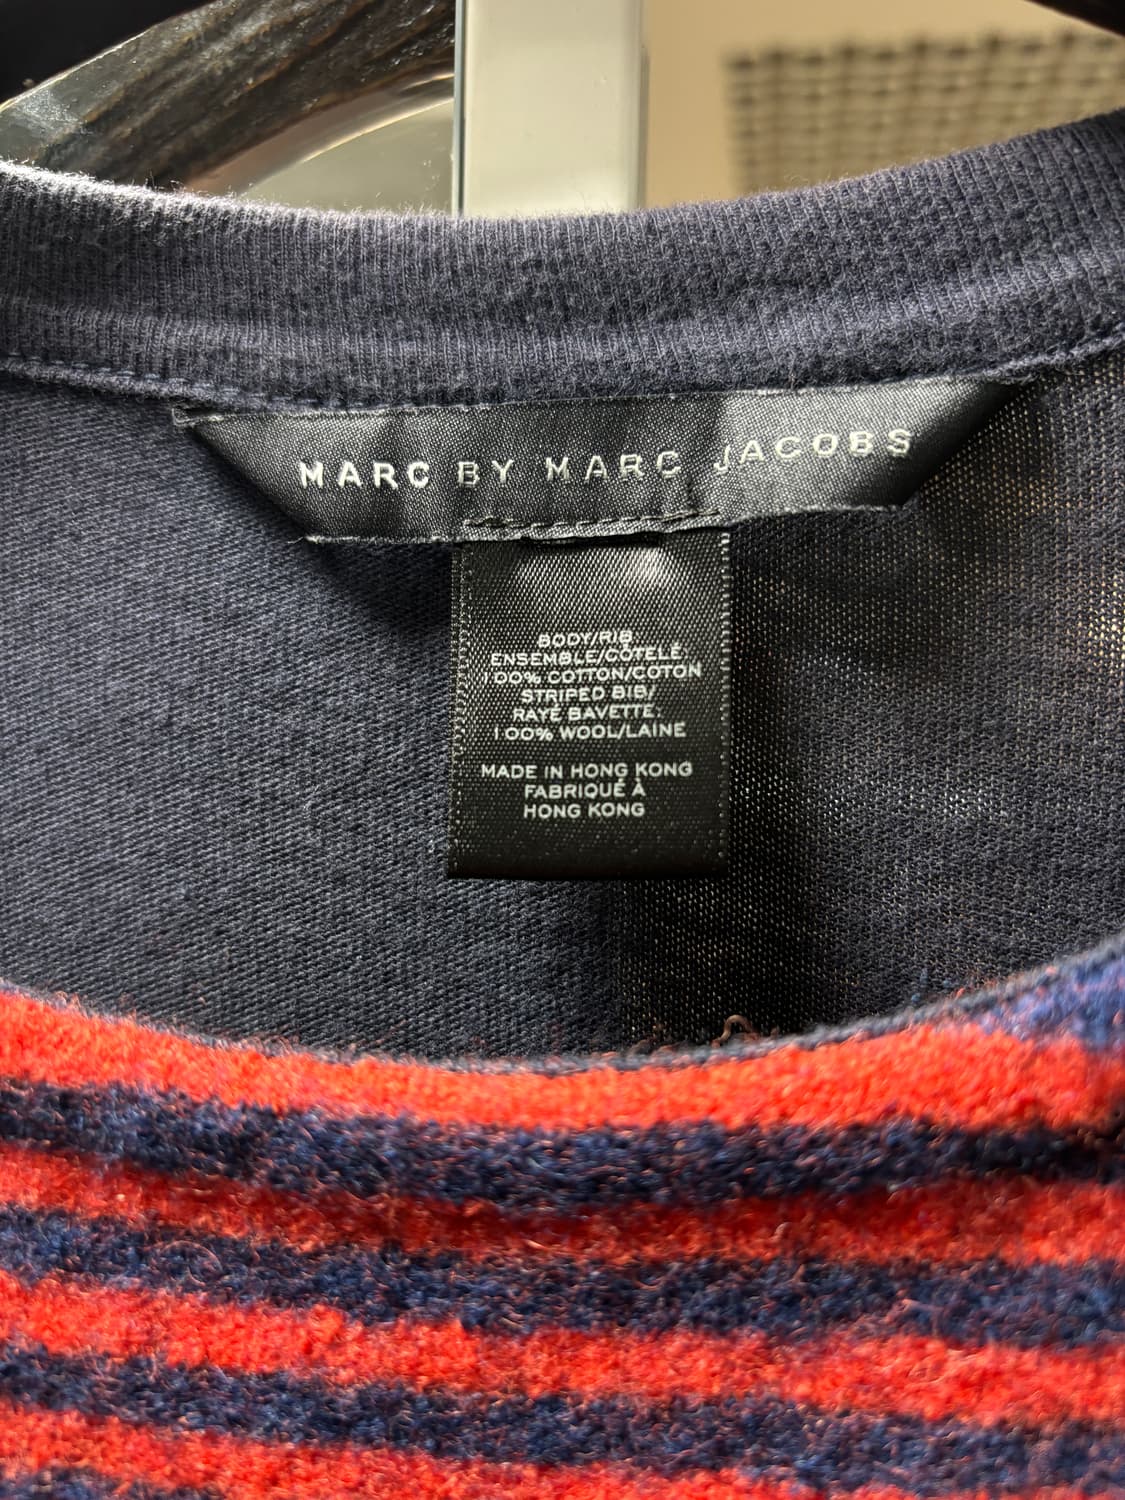 MARC BY MARC JACOBS
BODY/RIB
ENSEMBLE/CÔTELÉ.
100% COTTON/COTON
STRIPED BIB/
RAYÉ BAVETTE.
100% WOOL/LAINE
MADE IN HONG KONG
FABRIQUÉ À
HONG KONG